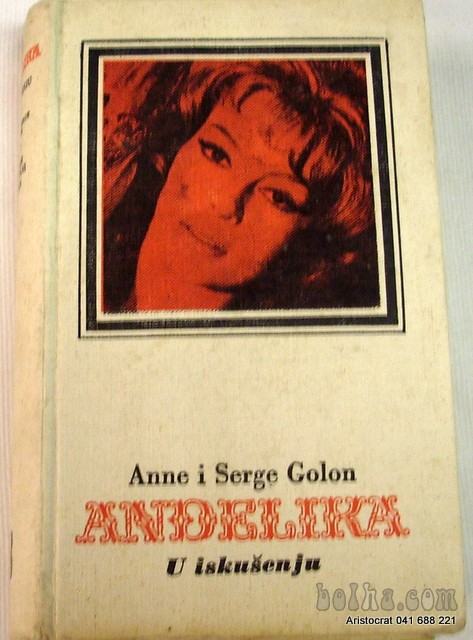 Anne i Serge Golon
ANĐELIKA
U iskušenju
bolha.com
Aristocrat 041 688 221